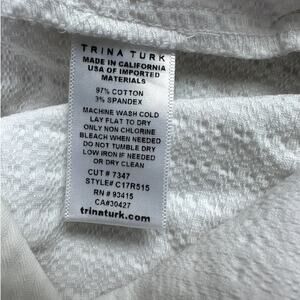 TRINA TURK
MADE IN CALIFORNIA
USA OF IMPORTED
MATERIALS
97% COTTON
3% SPANDEX
MACHINE WASH COLD
LAY FLAT TO DRY
ONLY NON CHLORINE
BLEACH WHEN NEEDED
DO NOT TUMBLE DRY
LOW IRON IF NEEDED
OR DRY CLEAN
CUT # 7347
STYLE# C17R515
RN # 93415
CA#30427
trinaturk.com